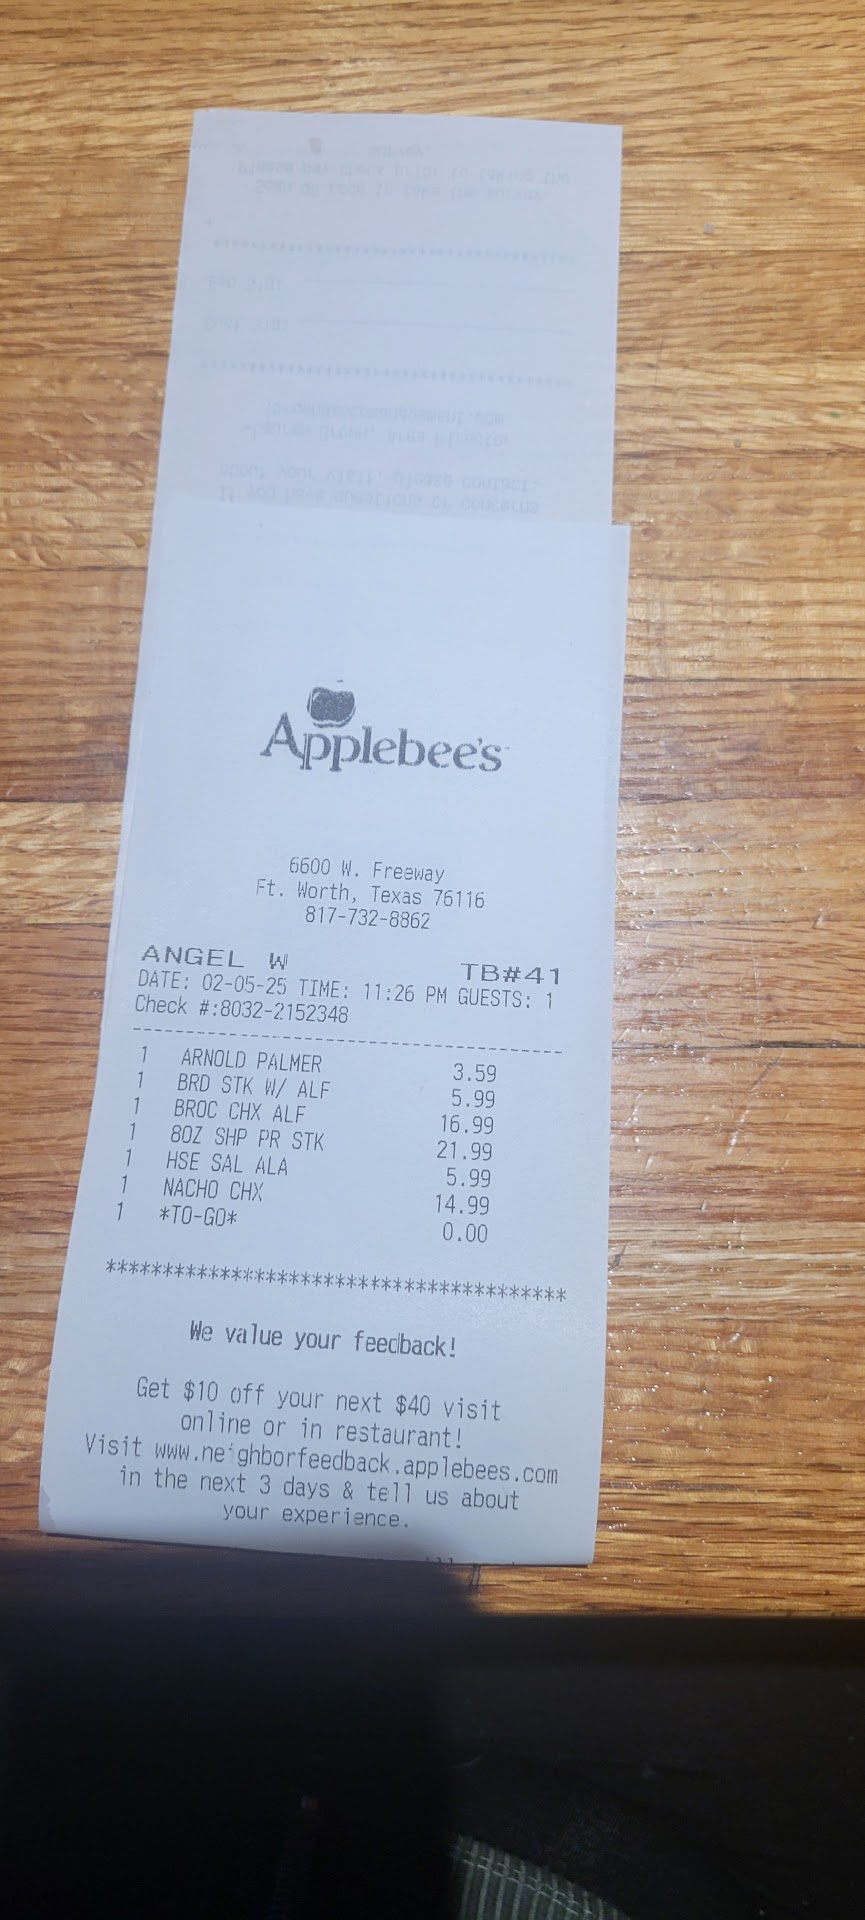 Applebee's
6600 W. Freeway
Ft. Worth, Texas 76116
817-732-8862
ANGEL W TB#41
DATE: 02-05-25 TIME: 11:26 PM GUESTS: 1
Check #:8032-2152348
1 ARNOLD PALMER 3.59
1 BRD STK W/ ALF 5.99
1 BROC CHX ALF 16.99
1 8OZ SHP PR STK 21.99
1 HSE SAL ALA 5.99
1 NACHO CHX 14.99
1 *TO-GO* 0.00
We value your feedback!
Get $10 off your next $40 visit
online or in restaurant!
Visit www.neighborfeedback.applebees.com
in the next 3 days & tell us about
your experience.